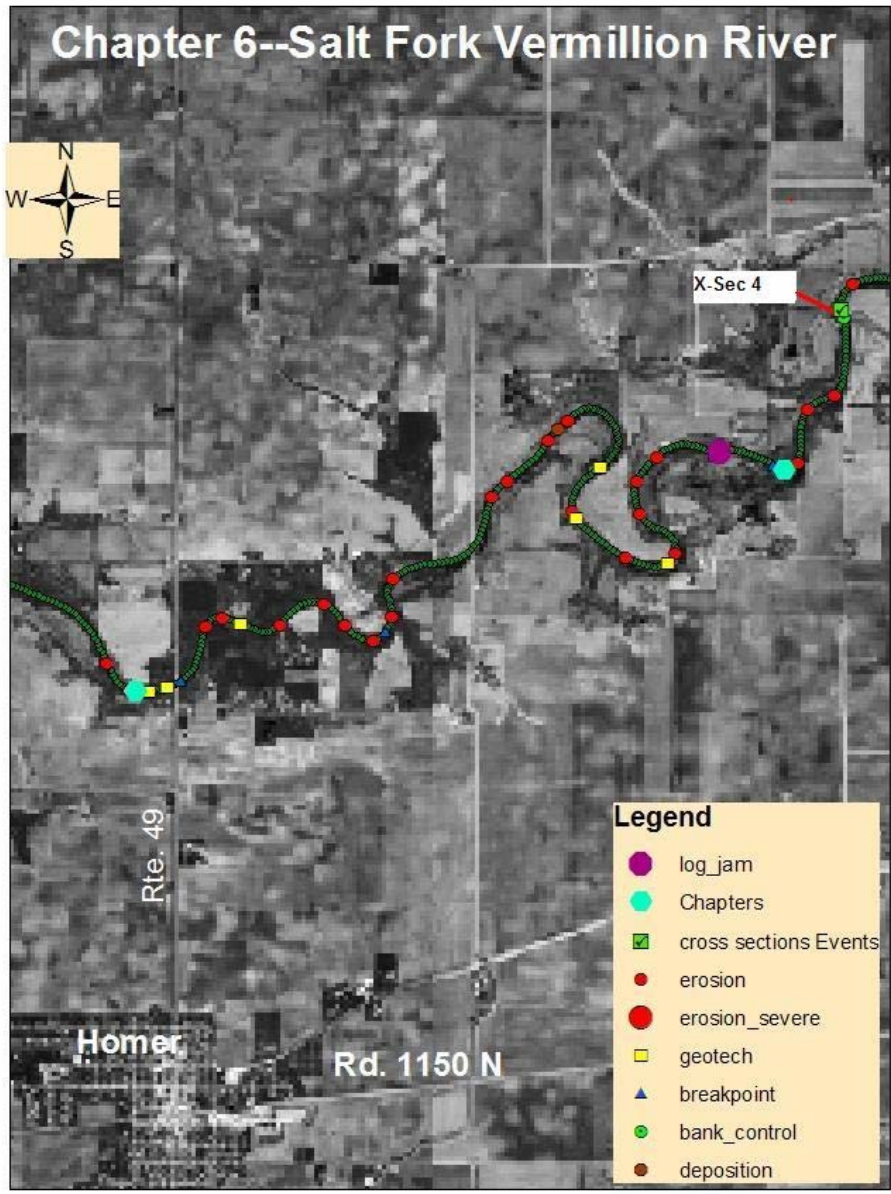 Chapter 6--Salt Fork Vermillion River
N
W E
S
X-Sec 4
Rte. 49
Homer
Rd. 1150 N
Legend
log_jam
Chapters
cross sections Events
erosion
erosion_severe
geotech
breakpoint
bank_control
deposition